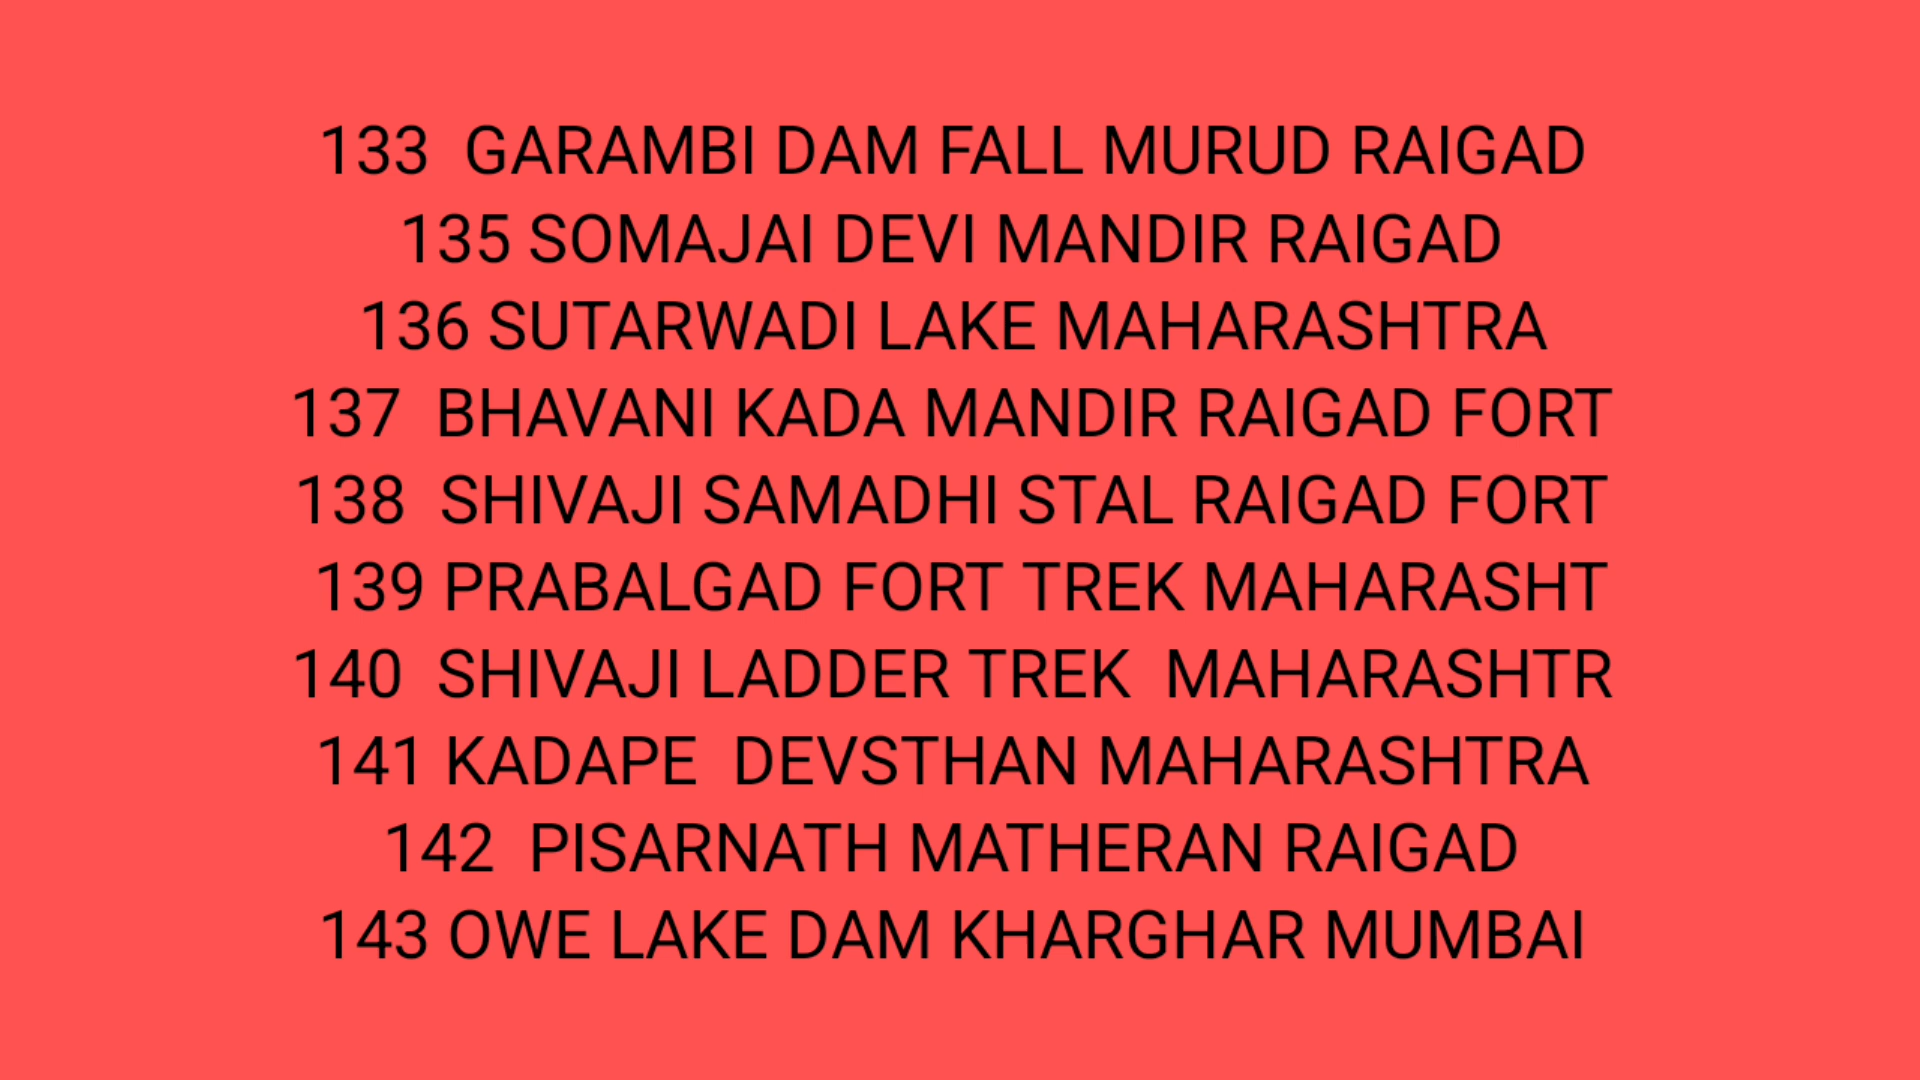 133  GARAMBI DAM FALL MURUD RAIGAD
135 SOMAJAI DEVI MANDIR RAIGAD
136 SUTARWADI LAKE MAHARASHTRA
137  BHAVANI KADA MANDIR RAIGAD FORT
138  SHIVAJI SAMADHI STAL RAIGAD FORT
139 PRABALGAD FORT TREK MAHARASHT
140  SHIVAJI LADDER TREK  MAHARASHTR
141 KADAPE  DEVSTHAN MAHARASHTRA
142  PISARNATH MATHERAN RAIGAD
143 OWE LAKE DAM KHARGHAR MUMBAI